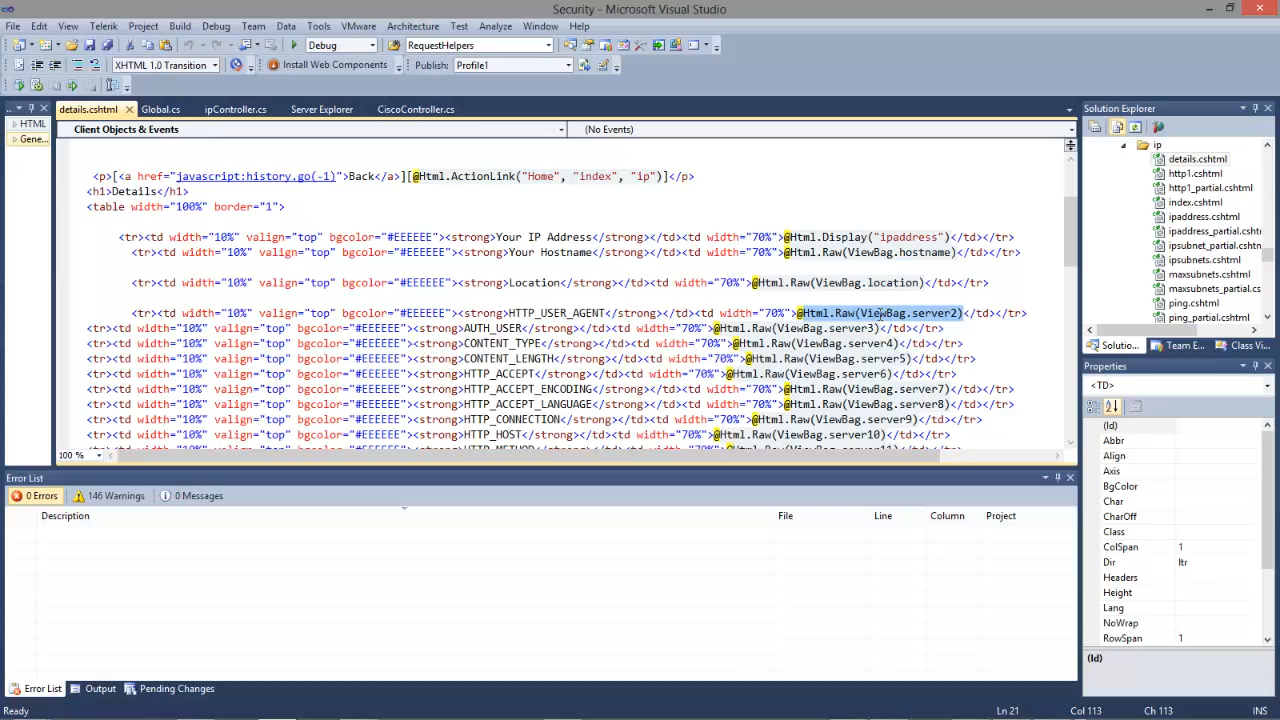 Security - Microsoft Visual Studio
File Edit View Telerik Project Build Debug Team Data Tools VMware Architecture Test Analyze Window Help
Debug RequestHelpers
XHTML 1.0 Transition Install Web Components Publish: Profile1
details.cshtml Global.cs ipController.cs Server Explorer CiscoController.cs
Client Objects & Events (No Events)
HTML
Gene...
<p>[<a href="javascript:history.go(-1)">Back</a>][@Html.ActionLink("Home", "index", "ip")]</p>
<h1>Details</h1>
<table width="100%" border="1">
<tr><td width="10%" valign="top" bgcolor="#EEEEEE"><strong>Your IP Address</strong></td><td width="70%">@Html.Display("ipaddress")</td></tr>
<tr><td width="10%" valign="top" bgcolor="#EEEEEE"><strong>Your Hostname</strong></td><td width="70%">@Html.Raw(ViewBag.hostname)</td></tr>
<tr><td width="10%" valign="top" bgcolor="#EEEEEE"><strong>Location</strong></td><td width="70%">@Html.Raw(ViewBag.location)</td></tr>
<tr><td width="10%" valign="top" bgcolor="#EEEEEE"><strong>HTTP_USER_AGENT</strong></td><td width="70%">@Html.Raw(ViewBag.server2)</td></tr>
<tr><td width="10%" valign="top" bgcolor="#EEEEEE"><strong>AUTH_USER</strong></td><td width="70%">@Html.Raw(ViewBag.server3)</td></tr>
<tr><td width="10%" valign="top" bgcolor="#EEEEEE"><strong>CONTENT_TYPE</strong></td><td width="70%">@Html.Raw(ViewBag.server4)</td></tr>
<tr><td width="10%" valign="top" bgcolor="#EEEEEE"><strong>CONTENT_LENGTH</strong></td><td width="70%">@Html.Raw(ViewBag.server5)</td></tr>
<tr><td width="10%" valign="top" bgcolor="#EEEEEE"><strong>HTTP_ACCEPT</strong></td><td width="70%">@Html.Raw(ViewBag.server6)</td></tr>
<tr><td width="10%" valign="top" bgcolor="#EEEEEE"><strong>HTTP_ACCEPT_ENCODING</strong></td><td width="70%">@Html.Raw(ViewBag.server7)</td></tr>
<tr><td width="10%" valign="top" bgcolor="#EEEEEE"><strong>HTTP_ACCEPT_LANGUAGE</strong></td><td width="70%">@Html.Raw(ViewBag.server8)</td></tr>
<tr><td width="10%" valign="top" bgcolor="#EEEEEE"><strong>HTTP_CONNECTION</strong></td><td width="70%">@Html.Raw(ViewBag.server9)</td></tr>
<tr><td width="10%" valign="top" bgcolor="#EEEEEE"><strong>HTTP_HOST</strong></td><td width="70%">@Html.Raw(ViewBag.server10)</td></tr>
100 %
Solution Explorer
ip
details.cshtml
http1.cshtml
http1_partial.cshtml
index.cshtml
ipaddress.cshtml
ipaddress_partial.cshtml
ipsubnet_partial.cshtn
ipsubnets.cshtml
maxsubnets.cshtml
maxsubnets_partial.csh
ping.cshtml
ping_partial.cshtml
Solutio... Team E... Class Vi...
Properties
<TD>
(Id)
Abbr
Align
Axis
BgColor
Char
CharOff
Class
ColSpan 1
Dir ltr
Headers
Height
Lang
NoWrap
RowSpan 1
(Id)
Error List
0 Errors 146 Warnings 0 Messages
Description File Line Column Project
Error List Output Pending Changes
Ready Ln 21 Col 113 Ch 113 INS